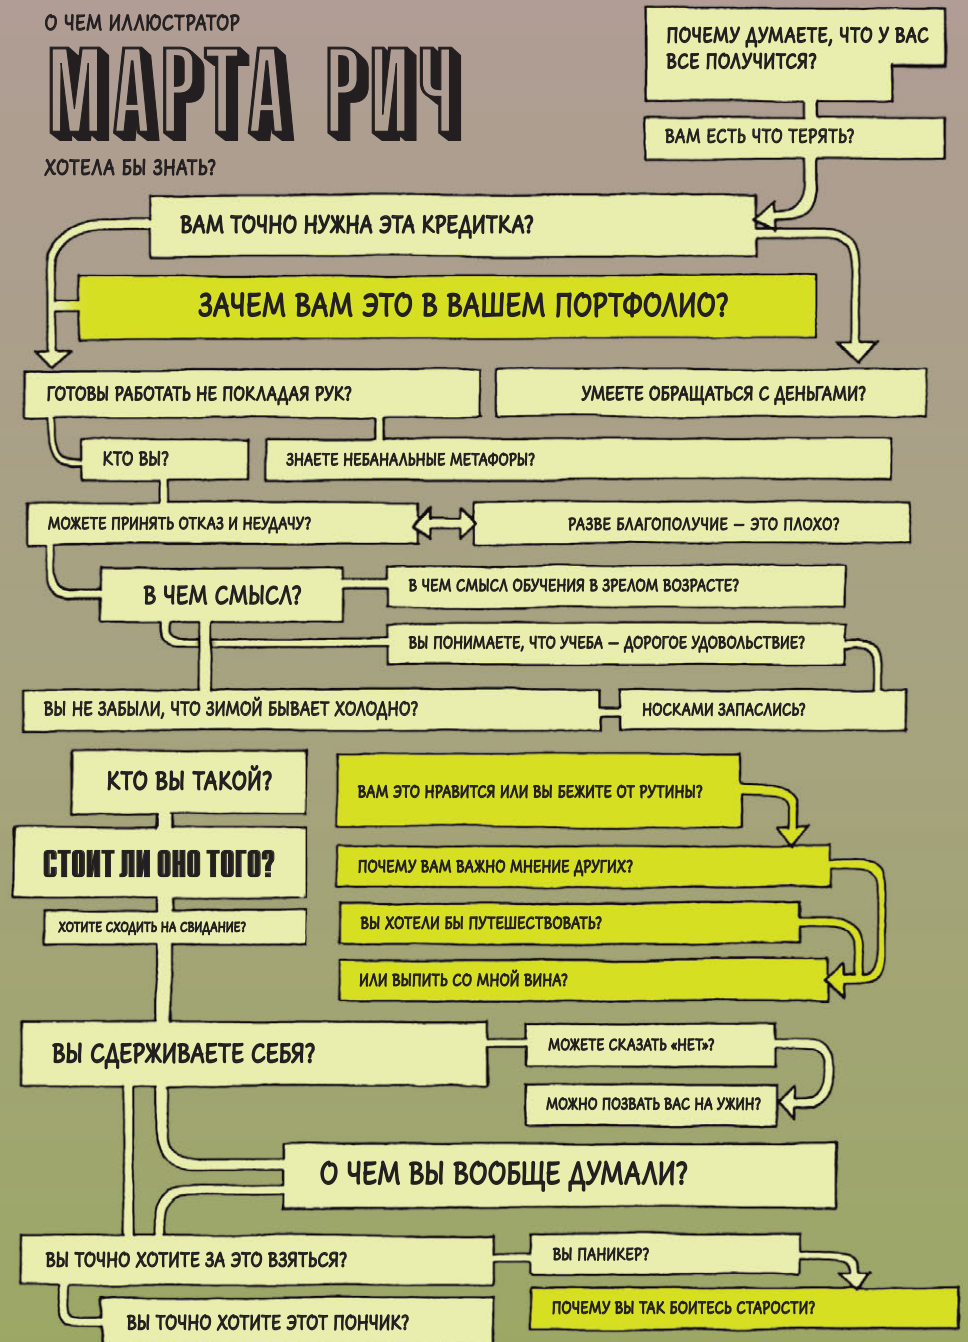 О ЧЕМ ИЛЛЮСТРАТОР
МАРТА РИЧ
ХОТЕЛА БЫ ЗНАТЬ?
ПОЧЕМУ ДУМАЕТЕ, ЧТО У ВАС
ВСЕ ПОЛУЧИТСЯ?
ВАМ ЕСТЬ ЧТО ТЕРЯТЬ?
ВАМ ТОЧНО НУЖНА ЭТА КРЕДИТКА?
ЗАЧЕМ ВАМ ЭТО В ВАШЕМ ПОРТФОЛИО?
ГОТОВЫ РАБОТАТЬ НЕ ПОКЛАДАЯ РУК?
УМЕЕТЕ ОБРАЩАТЬСЯ С ДЕНЬГАМИ?
КТО ВЫ?
ЗНАЕТЕ НЕБАНАЛЬНЫЕ МЕТАФОРЫ?
МОЖЕТЕ ПРИНЯТЬ ОТКАЗ И НЕУДАЧУ?
РАЗВЕ БЛАГОПОЛУЧИЕ — ЭТО ПЛОХО?
В ЧЕМ СМЫСЛ?
В ЧЕМ СМЫСЛ ОБУЧЕНИЯ В ЗРЕЛОМ ВОЗРАСТЕ?
ВЫ ПОНИМАЕТЕ, ЧТО УЧЕБА — ДОРОГОЕ УДОВОЛЬСТВИЕ?
ВЫ НЕ ЗАБЫЛИ, ЧТО ЗИМОЙ БЫВАЕТ ХОЛОДНО?
НОСКАМИ ЗАПАСЛИСЬ?
КТО ВЫ ТАКОЙ?
СТОИТ ЛИ ОНО ТОГО?
ХОТИТЕ СХОДИТЬ НА СВИДАНИЕ?
ВАМ ЭТО НРАВИТСЯ ИЛИ ВЫ БЕЖИТЕ ОТ РУТИНЫ?
ПОЧЕМУ ВАМ ВАЖНО МНЕНИЕ ДРУГИХ?
ВЫ ХОТЕЛИ БЫ ПУТЕШЕСТВОВАТЬ?
ИЛИ ВЫПИТЬ СО МНОЙ ВИНА?
ВЫ СДЕРЖИВАЕТЕ СЕБЯ?
МОЖЕТЕ СКАЗАТЬ «НЕТ»?
МОЖНО ПОЗВАТЬ ВАС НА УЖИН?
О ЧЕМ ВЫ ВООБЩЕ ДУМАЛИ?
ВЫ ТОЧНО ХОТИТЕ ЗА ЭТО ВЗЯТЬСЯ?
ВЫ ПАНИКЕР?
ПОЧЕМУ ВЫ ТАК БОИТЕСЬ СТАРОСТИ?
ВЫ ТОЧНО ХОТИТЕ ЭТОТ ПОНЧИК?